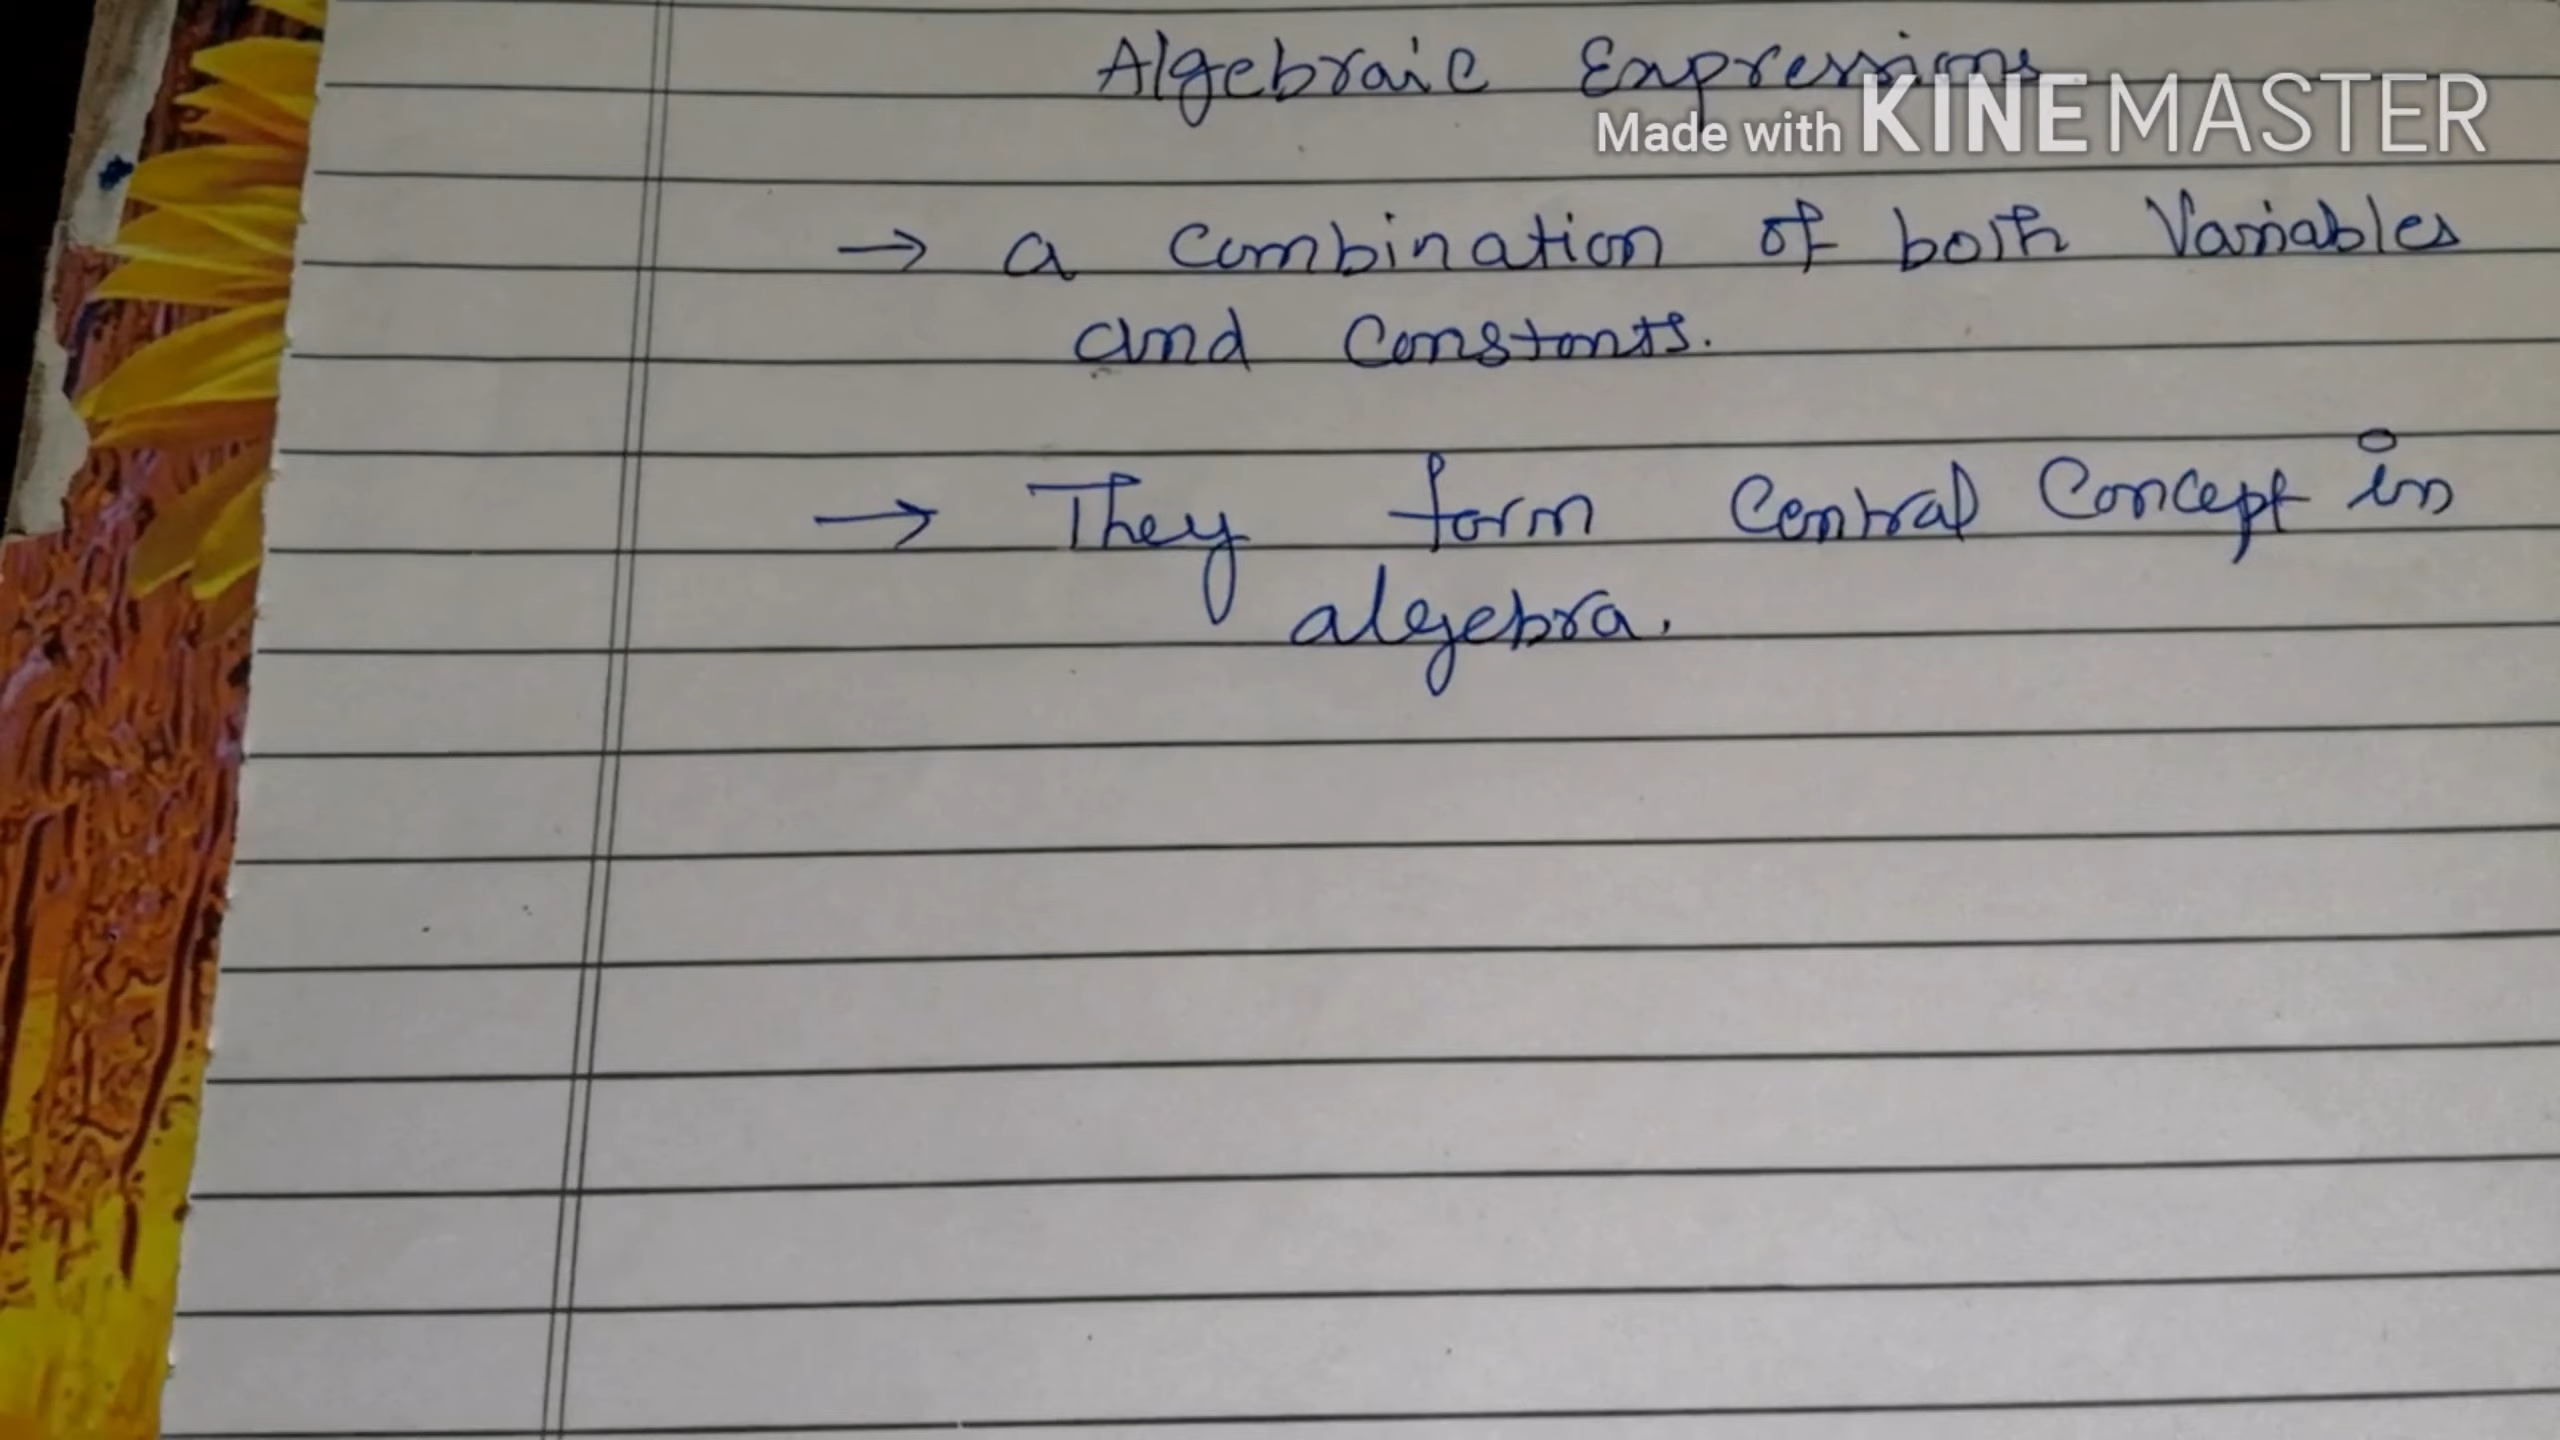 Algebraic Expressions
Made with KINEMASTER
→ a combination of both Variables
and Constants.
→ They form Central Concept in
algebra.